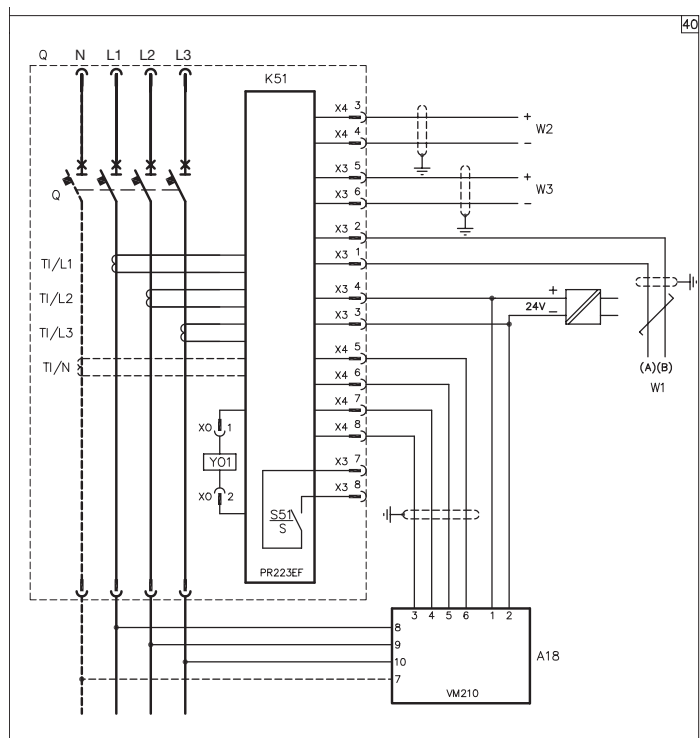 40
Q N L1 L2 L3
K51
X4 3
+
W2
X4 4
−
X3 5
+
W3
X3 6
−
Q
X3 2
X3 1
TI/L1
X3 4
+
TI/L2
24V −
X3 3
TI/L3
X4 5
TI/N
X4 6
(A)(B)
W1
X4 7
X0 1
X4 8
Y01
X3 7
X0 2
X3 8
S51
S
PR223EF
3 4 5 6 1 2
8
9
A18
10
7
VM210